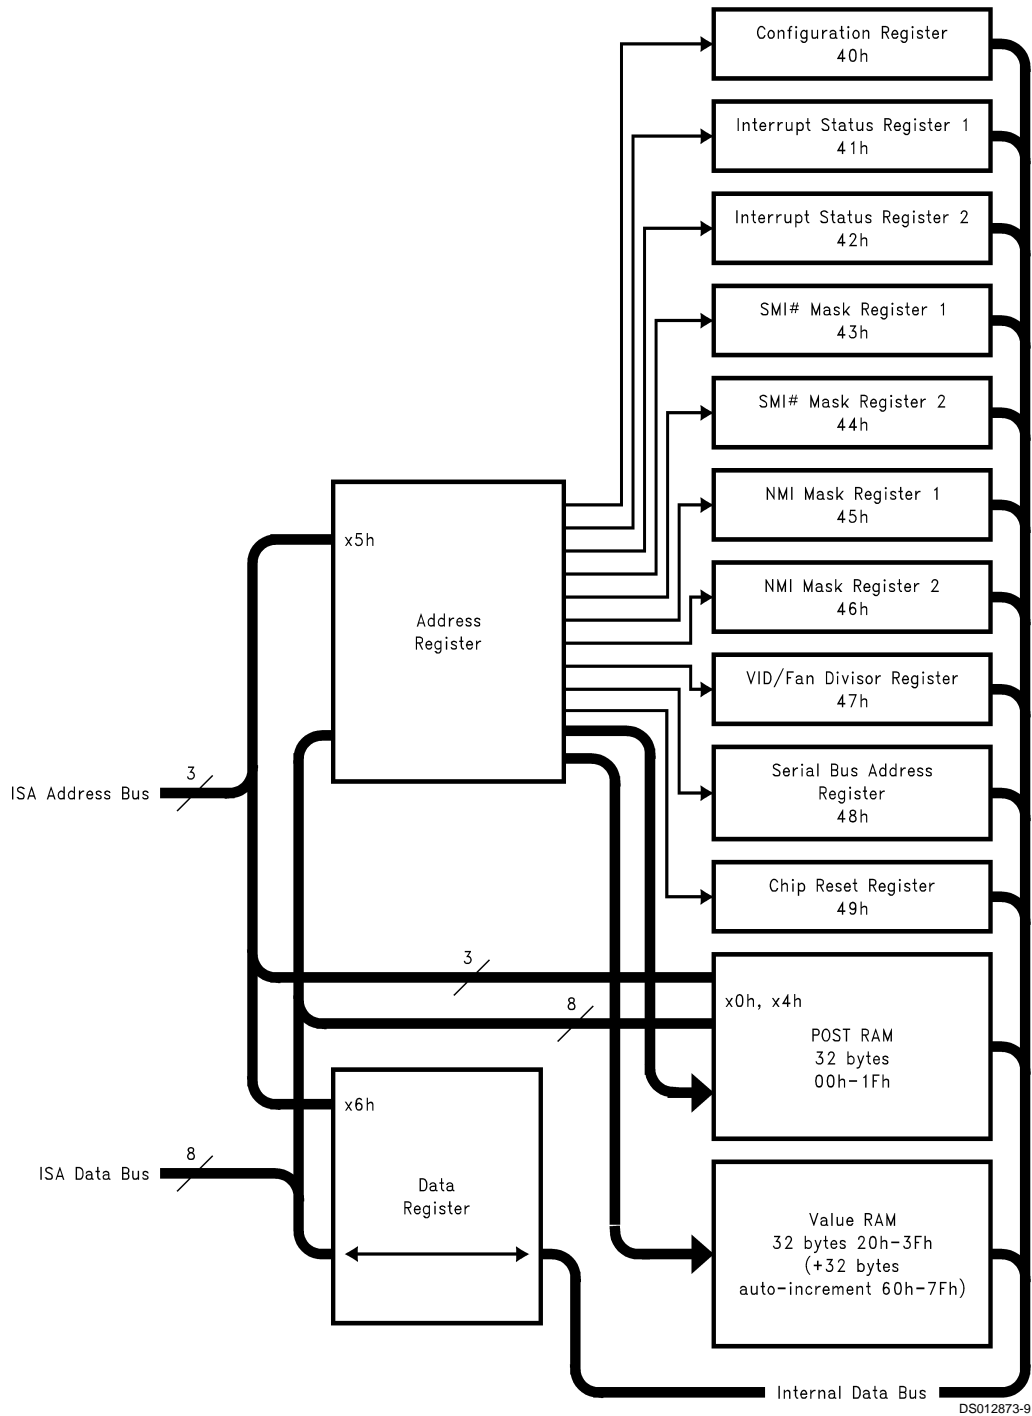 Configuration Register
40h
Interrupt Status Register 1
41h
Interrupt Status Register 2
42h
SMI# Mask Register 1
43h
SMI# Mask Register 2
44h
NMI Mask Register 1
45h
x5h
NMI Mask Register 2
46h
Address
Register
VID/Fan Divisor Register
47h
3
ISA Address Bus
Serial Bus Address
Register
48h
Chip Reset Register
49h
3
8
x0h, x4h
POST RAM
32 bytes
00h-1Fh
x6h
8
ISA Data Bus
Data
Register
Value RAM
32 bytes 20h-3Fh
(+32 bytes
auto-increment 60h-7Fh)
Internal Data Bus
DS012873-9